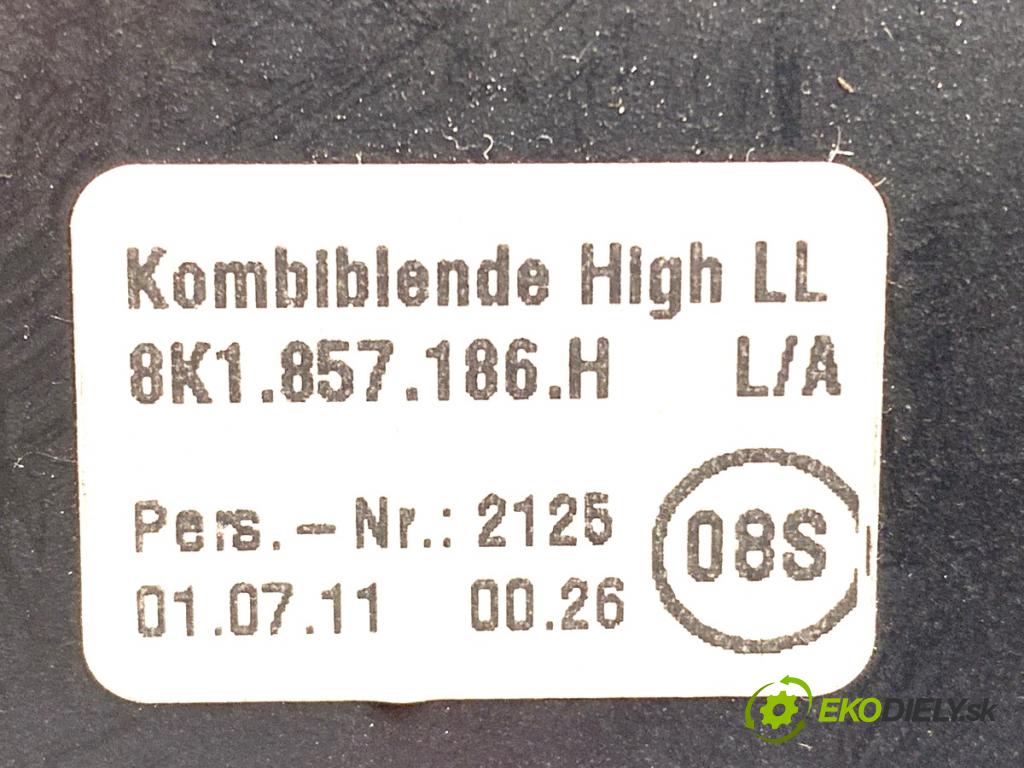 Kombiblende High LL
8K1.857.186.H L/A
Pers.-Nr.: 2125
08S
01.07.11 00.26
EKODIELY.sk